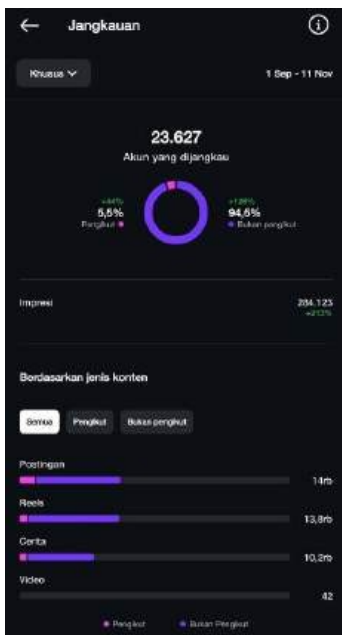 Jangkauan
Khusus
1 Sep - 11 Nov
23.627
Akun yang dijangkau
5,5%
Pengikut
94,5%
Bukan pengikut
Impresi
284.123
Berdasarkan jenis konten
Semua
Pengikut
Bukan pengikut
Postingan
14rb
Reels
13,8rb
Cerita
10,2rb
Video
42
Pengikut
Bukan Pengikut